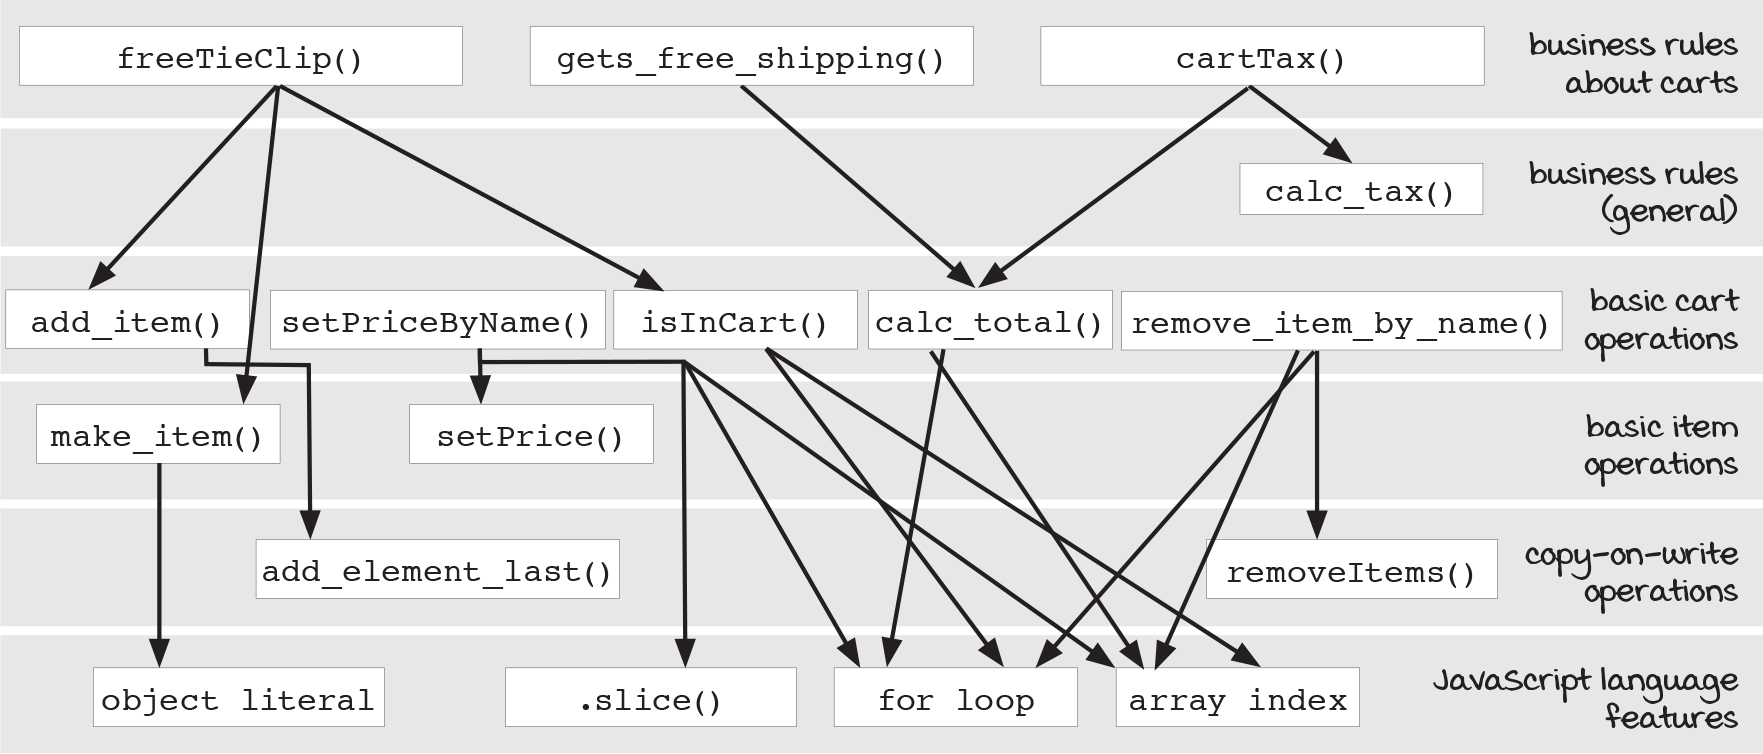 freeTieClip()
gets_free_shipping()
cartTax()
business rules
about carts
calc_tax()
business rules
(general)
add_item()
setPriceByName()
isInCart()
calc_total()
remove_item_by_name()
basic cart
operations
make_item()
setPrice()
basic item
operations
add_element_last()
removeItems()
copy-on-write
operations
object literal
.slice()
for loop
array index
JavaScript language
features